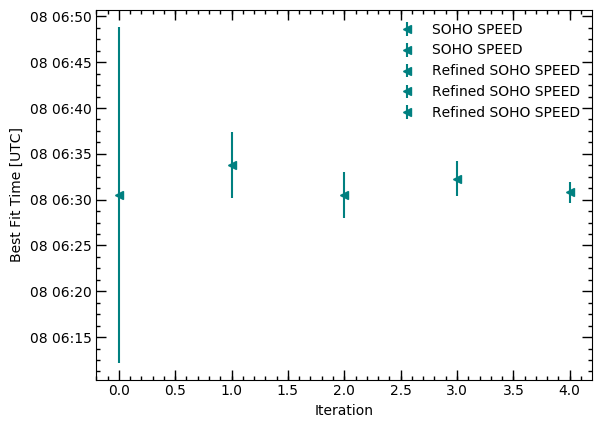 08 06:50
08 06:45
08 06:40
08 06:35
08 06:30
08 06:25
08 06:20
08 06:15
Best Fit Time [UTC]
SOHO SPEED
SOHO SPEED
Refined SOHO SPEED
Refined SOHO SPEED
Refined SOHO SPEED
0.0 0.5 1.0 1.5 2.0 2.5 3.0 3.5 4.0
Iteration